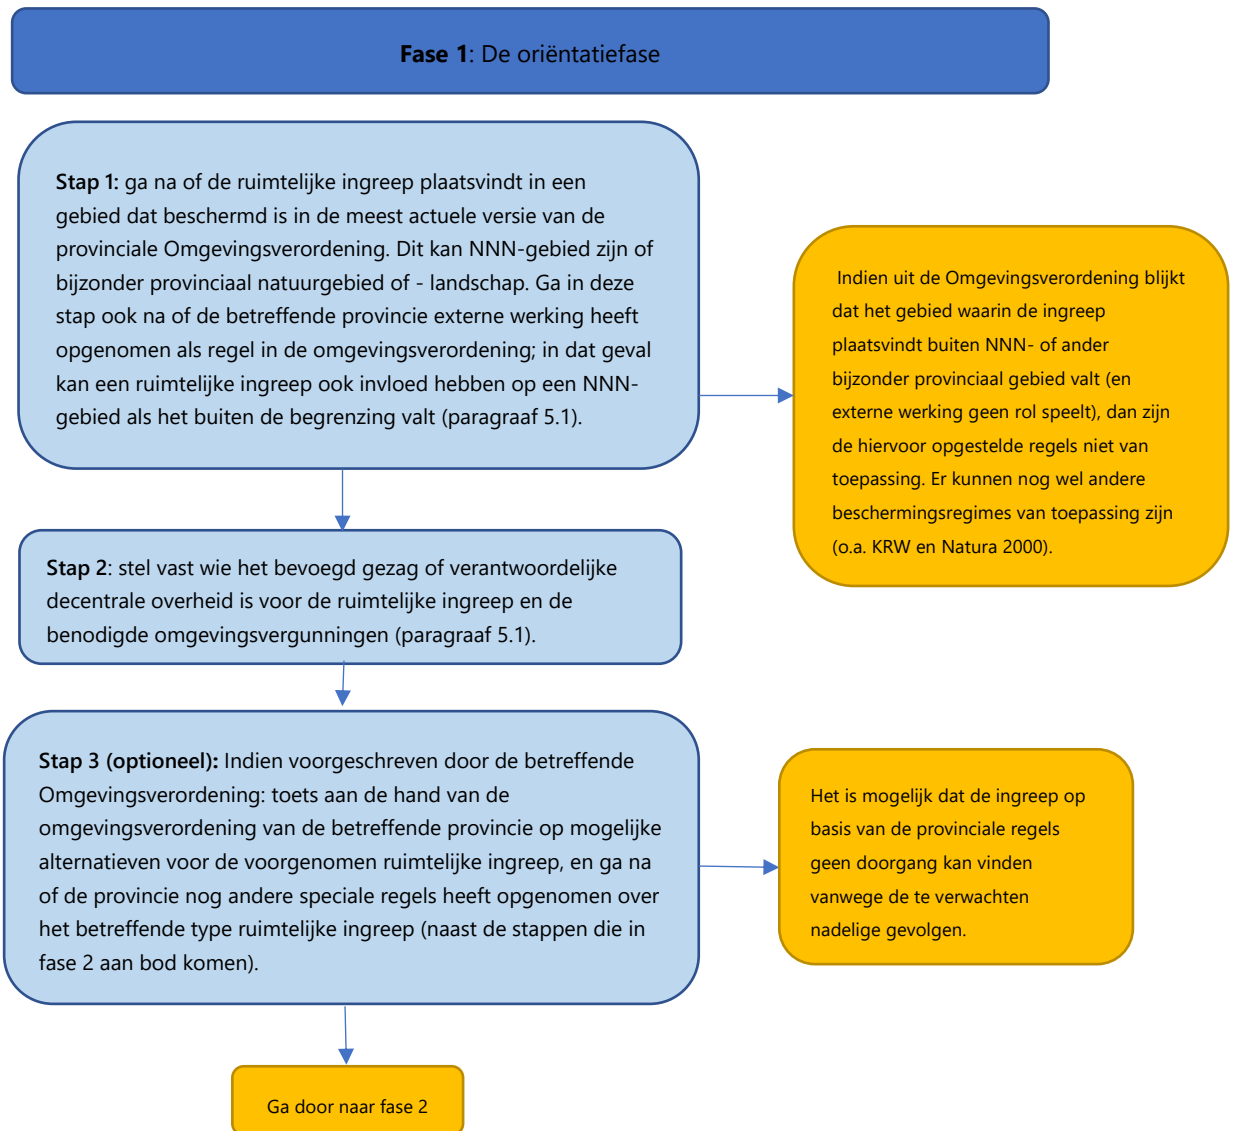 Fase 1: De oriëntatiefase
Stap 1: ga na of de ruimtelijke ingreep plaatsvindt in een
gebied dat beschermd is in de meest actuele versie van de
provinciale Omgevingsverordening. Dit kan NNN-gebied zijn of
bijzonder provinciaal natuurgebied of - landschap. Ga in deze
stap ook na of de betreffende provincie externe werking heeft
opgenomen als regel in de omgevingsverordening; in dat geval
kan een ruimtelijke ingreep ook invloed hebben op een NNN-
gebied als het buiten de begrenzing valt (paragraaf 5.1).
Indien uit de Omgevingsverordening blijkt
dat het gebied waarin de ingreep
plaatsvindt buiten NNN- of ander
bijzonder provinciaal gebied valt (en
externe werking geen rol speelt), dan zijn
de hiervoor opgestelde regels niet van
toepassing. Er kunnen nog wel andere
beschermingsregimes van toepassing zijn
(o.a. KRW en Natura 2000).
Stap 2: stel vast wie het bevoegd gezag of verantwoordelijke
decentrale overheid is voor de ruimtelijke ingreep en de
benodigde omgevingsvergunningen (paragraaf 5.1).
Stap 3 (optioneel): Indien voorgeschreven door de betreffende
Omgevingsverordening: toets aan de hand van de
omgevingsverordening van de betreffende provincie op mogelijke
alternatieven voor de voorgenomen ruimtelijke ingreep, en ga na
of de provincie nog andere speciale regels heeft opgenomen over
het betreffende type ruimtelijke ingreep (naast de stappen die in
fase 2 aan bod komen).
Het is mogelijk dat de ingreep op
basis van de provinciale regels
geen doorgang kan vinden
vanwege de te verwachten
nadelige gevolgen.
Ga door naar fase 2